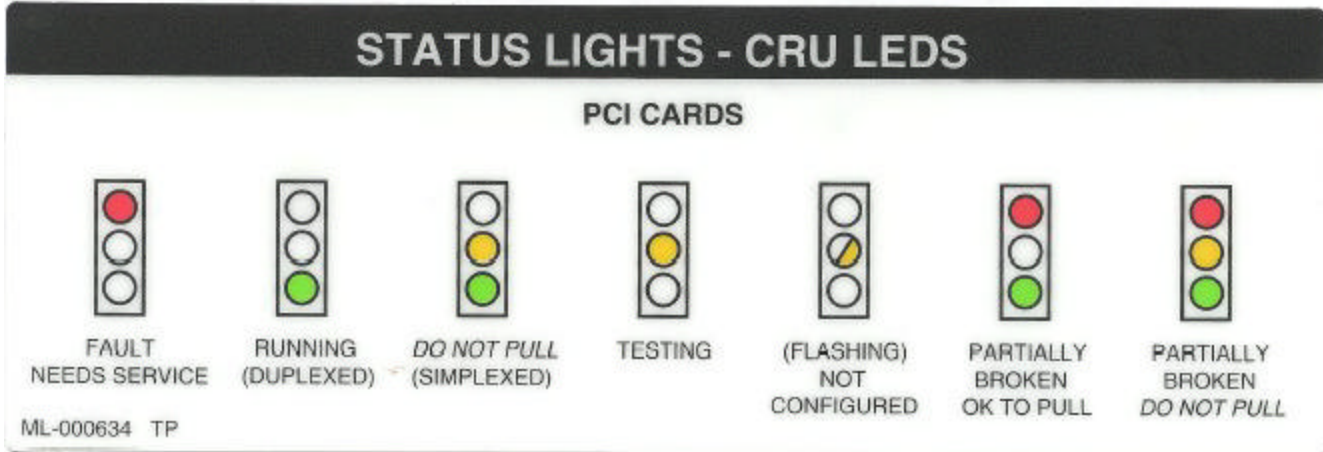 STATUS LIGHTS - CRU LEDS
PCI CARDS
FAULT
NEEDS SERVICE
RUNNING
(DUPLEXED)
DO NOT PULL
(SIMPLEXED)
TESTING
(FLASHING)
NOT
CONFIGURED
PARTIALLY
BROKEN
OK TO PULL
PARTIALLY
BROKEN
DO NOT PULL
ML-000634 TP